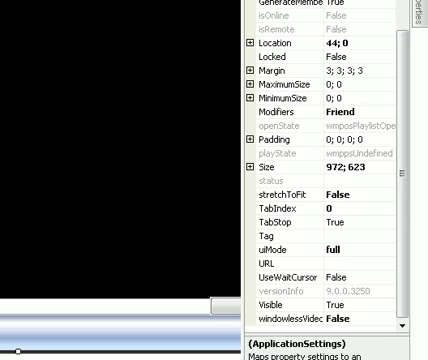 GenerateMembe True
isOnline False
isRemote False
Location 44; 0
Locked False
Margin 3; 3; 3; 3
MaximumSize 0; 0
MinimumSize 0; 0
Modifiers Friend
openState wmposPlaylistOpe
Padding 0; 0; 0; 0
playState wmppsUndefined
Size 972; 623
status
stretchToFit False
TabIndex 0
TabStop True
Tag
uiMode full
URL
UseWaitCursor False
versionInfo 9.0.0.3250
Visible True
windowlessVidec False
(ApplicationSettings)
Maps property settings to an
perties